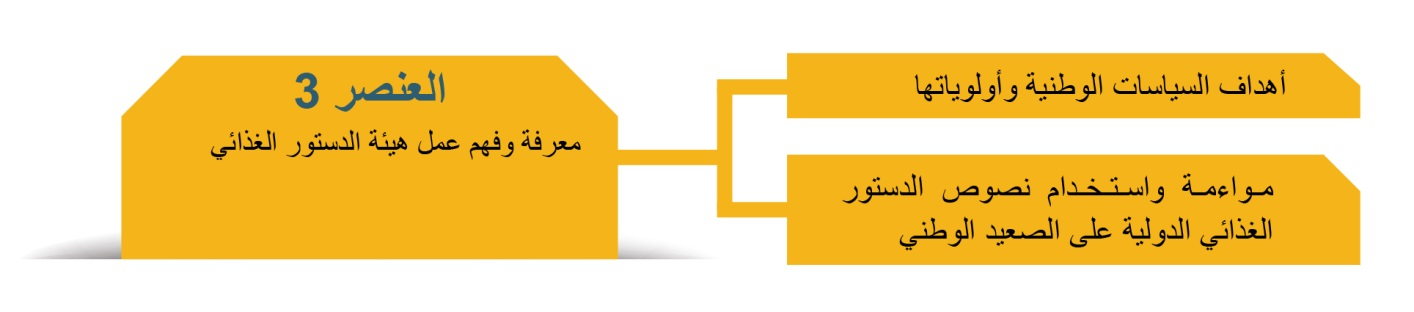 العنصر 3
معرفة وفهم عمل هيئة الدستور الغذائي
أهداف السياسات الوطنية وأولوياتها
مـواءمـة واسـتـخـدام نصوص الدستور
الغذائي الدولية على الصعيد الوطني